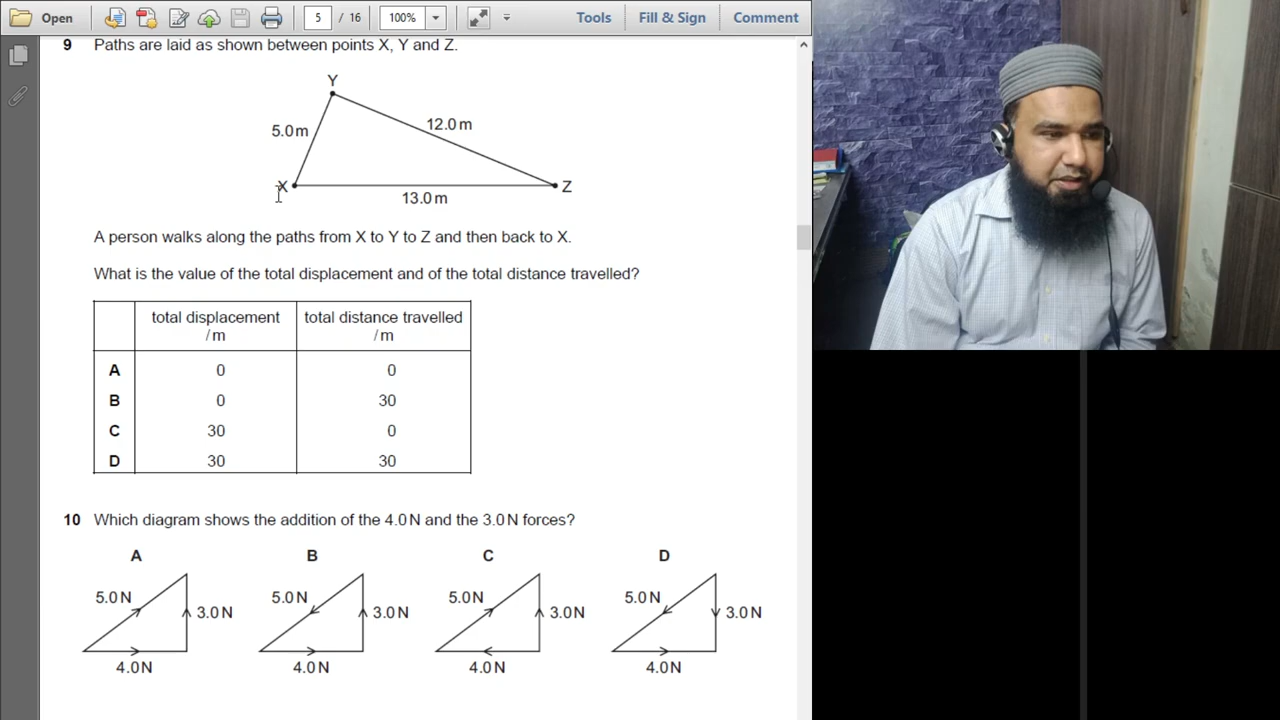 Open 5 / 16 100% Tools Fill & Sign Comment
9 Paths are laid as shown between points X, Y and Z.
Y
5.0 m 12.0 m
X Z
13.0 m
A person walks along the paths from X to Y to Z and then back to X.
What is the value of the total displacement and of the total distance travelled?
total displacement total distance travelled
/ m / m
A 0 0
B 0 30
C 30 0
D 30 30
10 Which diagram shows the addition of the 4.0 N and the 3.0 N forces?
A B C D
5.0 N 5.0 N 5.0 N 5.0 N
3.0 N 3.0 N 3.0 N 3.0 N
4.0 N 4.0 N 4.0 N 4.0 N